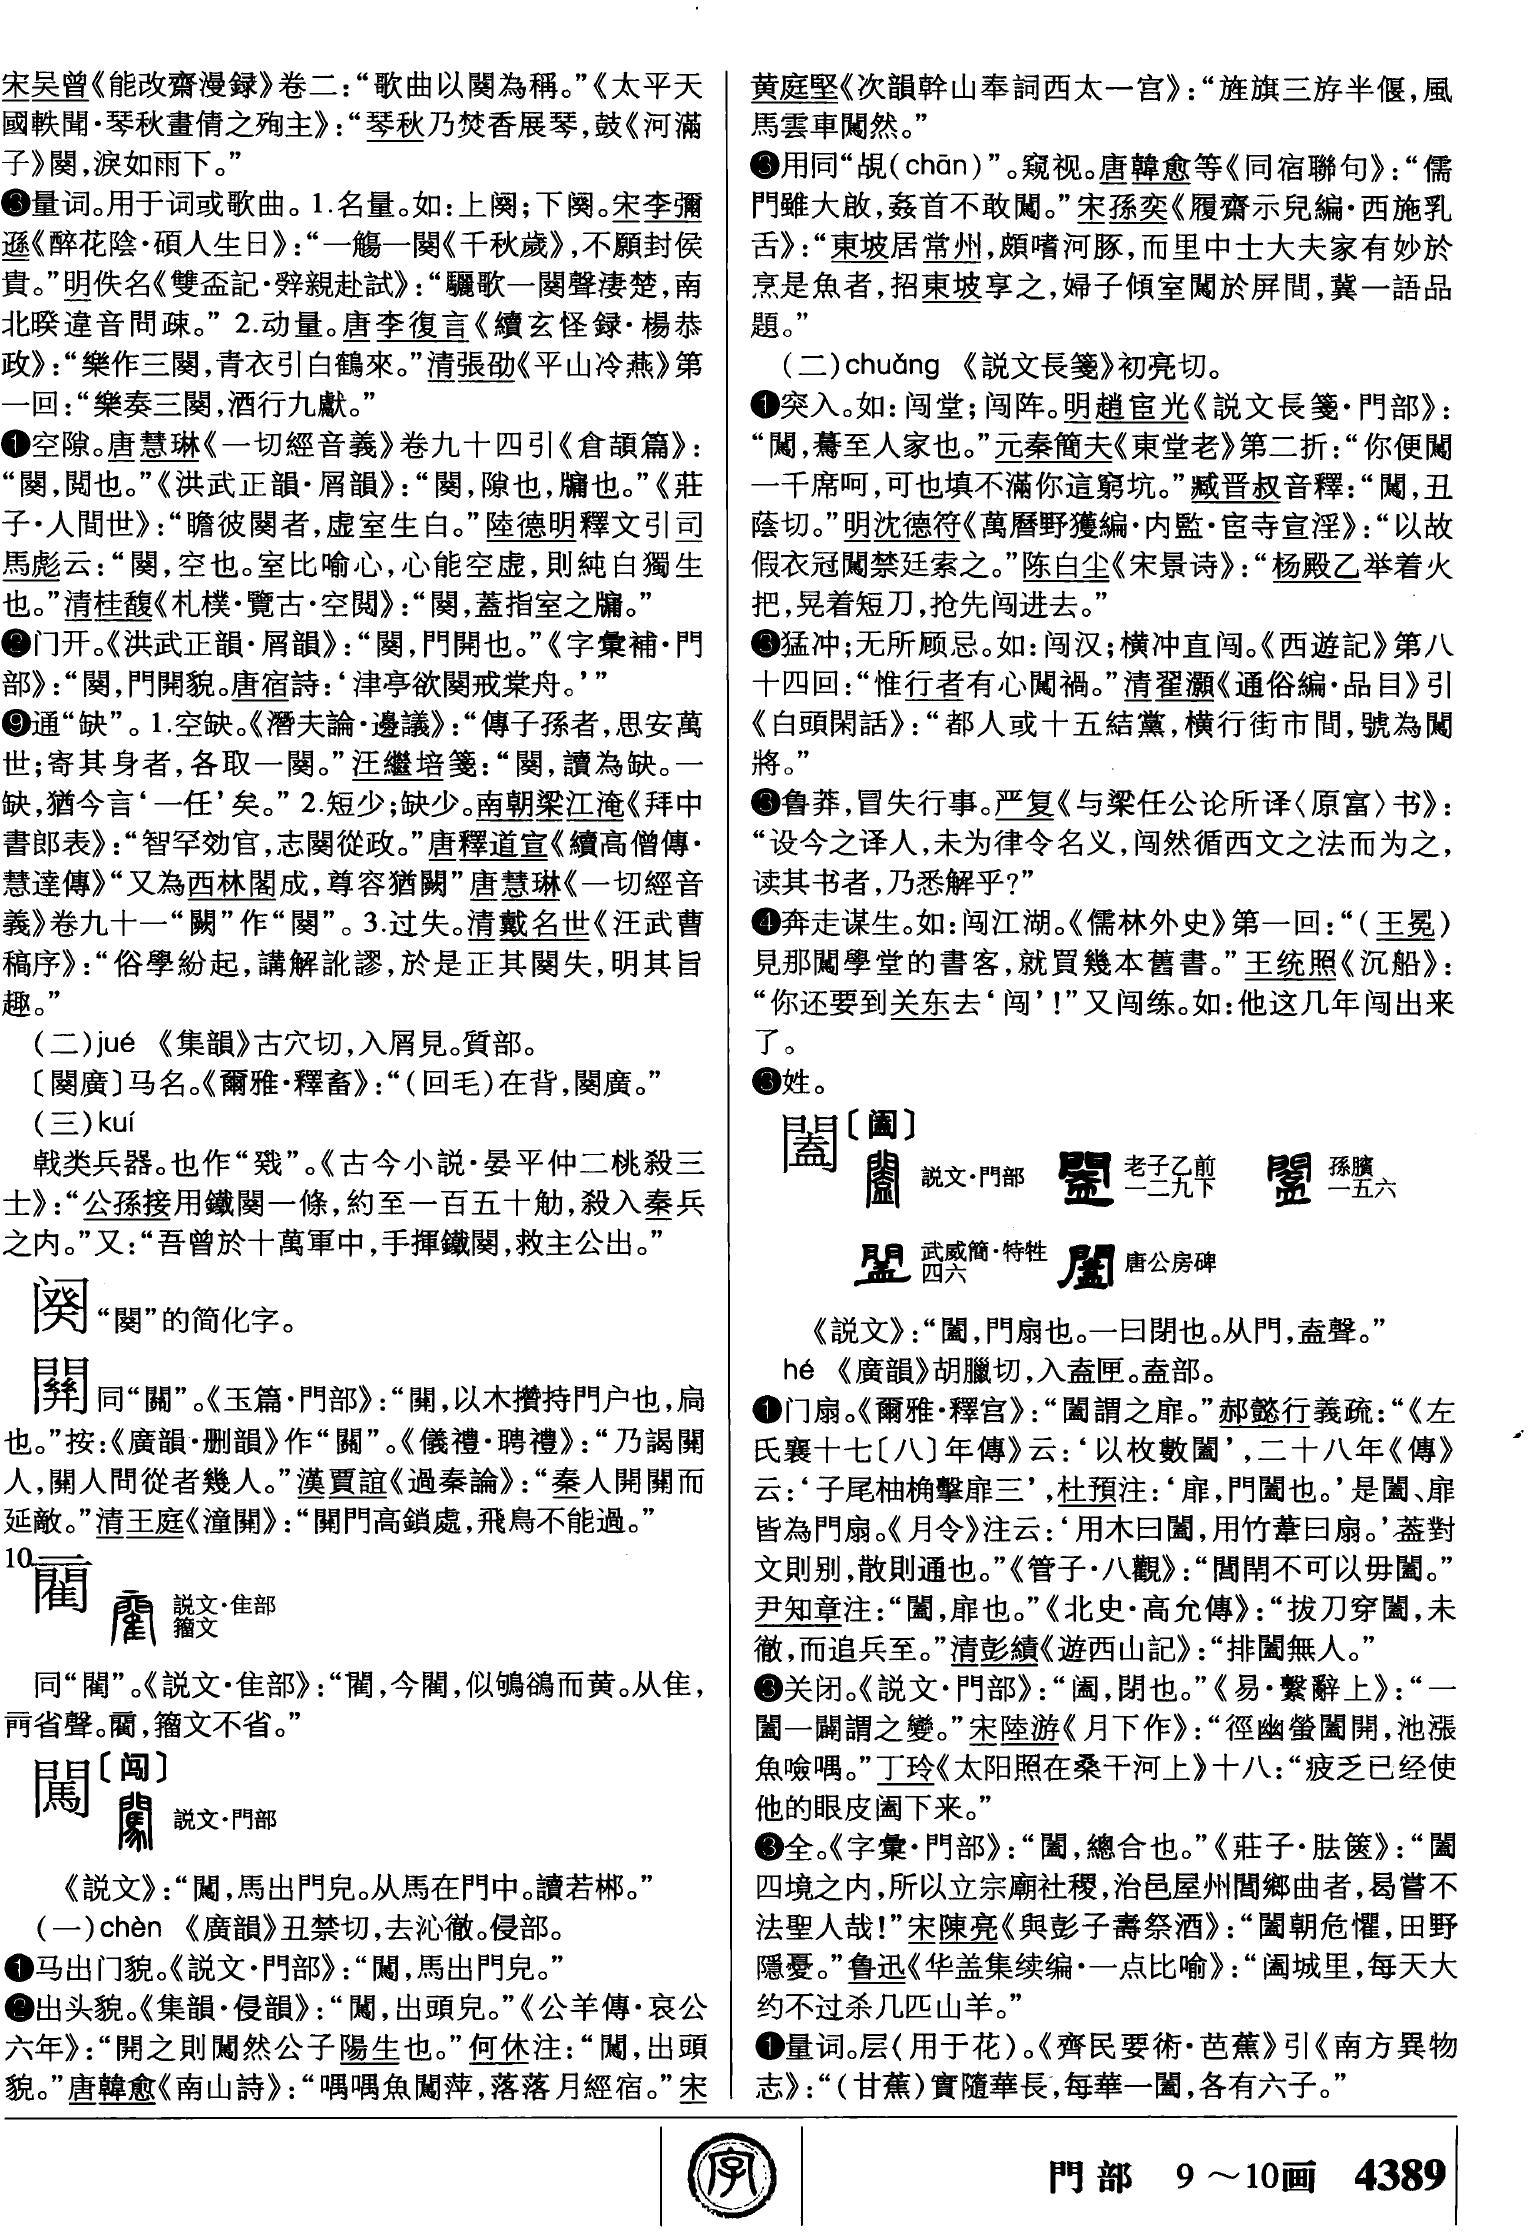 宋吴曾《能改齋漫録》卷二：“歌曲以闋為稱。”《太平天
國軼聞·琴秋畫倩之殉主》：“琴秋乃焚香展琴，鼓《河滿
子》闋，淚如雨下。”
❸量词。用于词或歌曲。1.名量。如：上阕；下阕。宋李彌
遜《醉花陰·碩人生日》：“一觴一闋《千秋歲》，不願封侯
貴。”明佚名《雙盃記·辤親赴試》：“驪歌一闋聲淒楚，南
北暌違音問疎。”2.动量。唐李復言《續玄怪録·楊恭
政》：“樂作三闋，青衣引白鶴來。”清張劭《平山冷燕》第
一回：“樂奏三闋，酒行九獻。”
❶空隙。唐慧琳《一切經音義》卷九十四引《倉頡篇》：
“闋，閲也。”《洪武正韻·屑韻》：“闋，隙也，牖也。”《莊
子·人間世》：“瞻彼闋者，虚室生白。”陸德明釋文引司
馬彪云：“闋，空也。室比喻心，心能空虚，則純白獨生
也。”清桂馥《札樸·覽古·空閲》：“闋，蓋指室之牖。”
❷门开。《洪武正韻·屑韻》：“闋，門開也。”《字彙補·門
部》：“闋，門開貌。唐宿詩：‘津亭欲闋戒棠舟。’”
❾通“缺”。1.空缺。《潛夫論·邊議》：“傳子孫者，思安萬
世；寄其身者，各取一闋。”汪繼培箋：“闋，讀為缺。一
缺，猶今言‘一任’矣。”2.短少；缺少。南朝梁江淹《拜中
書郎表》：“智罕効官，志闋從政。”唐釋道宣《續高僧傳·
慧達傳》“又為西林閣成，尊容猶闕”唐慧琳《一切經音
義》卷九十一“闕”作“闋”。3.过失。清戴名世《汪武曹
稿序》：“俗學紛起，講解訛謬，於是正其闋失，明其旨
趣。”
（二）jué 《集韻》古穴切，入屑見。質部。
〔闋廣〕马名。《爾雅·釋畜》：“（回毛）在背，闋廣。”
（三）kuí
戟类兵器。也作“戣”。《古今小説·晏平仲二桃殺三
士》：“公孫接用鐵闋一條，約至一百五十觔，殺入秦兵
之内。”又：“吾曾於十萬軍中，手揮鐵闋，救主公出。”
阕“闋”的简化字。
同“關”。《玉篇·門部》：“𨴽，以木攢持門户也，扃
也。”按：《廣韻·删韻》作“關”。《儀禮·聘禮》：“乃謁𨴽
人，𨴽人問從者幾人。”漢賈誼《過秦論》：“秦人開𨴽而
延敵。”清王庭《潼𨴽》：“𨴽門高鎖處，飛鳥不能過。”
10
説文·隹部
籀文
同“閵”。《説文·隹部》：“閵，今閵，似鴝鵒而黄。从隹，
省聲。籀文不省。”
闖〔闯〕
説文·門部
《説文》：“闖，馬出門皃。从馬在門中。讀若郴。”
（一）chèn 《廣韻》丑禁切，去沁徹。侵部。
❶马出门貌。《説文·門部》：“闖，馬出門皃。”
❷出头貌。《集韻·侵韻》：“闖，出頭皃。”《公羊傳·哀公
六年》：“開之則闖然公子陽生也。”何休注：“闖，出頭
貌。”唐韓愈《南山詩》：“喁喁魚闖萍，落落月經宿。”宋
黄庭堅《次韻幹山奉詞西太一宫》：“旌旗三斿半偃，風
馬雲車闖然。”
❸用同“覘（chān）”。窥视。唐韓愈等《同宿聯句》：“儒
門雖大啟，姦首不敢闖。”宋孫奕《履齋示兒編·西施乳
舌》：“東坡居常州，頗嗜河豚，而里中士大夫家有妙於
烹是魚者，招東坡享之，婦子傾室闖於屏間，冀一語品
題。”
（二）chuǎng 《説文長箋》初亮切。
❶突入。如：闯堂；闯阵。明趙宧光《説文長箋·門部》：
“闖，驀至人家也。”元秦簡夫《東堂老》第二折：“你便闖
一千席呵，可也填不滿你這窮坑。”臧晋叔音釋：“闖，丑
蔭切。”明沈德符《萬曆野獲編·内監·宦寺宣淫》：“以故
假衣冠闖禁廷索之。”陈白尘《宋景诗》：“杨殿乙举着火
把，晃着短刀，抢先闯进去。”
❸猛冲；无所顾忌。如：闯汉；横冲直闯。《西遊記》第八
十四回：“惟行者有心闖禍。”清翟灝《通俗編·品目》引
《白頭閑話》：“都人或十五結黨，横行街市間，號為闖
將。”
❸鲁莽，冒失行事。严复《与梁任公论所译〈原富〉书》：
“设今之译人，未为律令名义，闯然循西文之法而为之，
读其书者，乃悉解乎？”
❹奔走谋生。如：闯江湖。《儒林外史》第一回：“（王冕）
見那闖學堂的書客，就買幾本舊書。”王统照《沉船》：
“你还要到关东去‘闯’！”又闯练。如：他这几年闯出来
了。
❸姓。
闔〔阖〕
説文·門部 老子乙前 一二九下 孫臏 一五六
武威簡·特牲 四六 唐公房碑
《説文》：“闔，門扇也。一曰閉也。从門，盍聲。”
hé 《廣韻》胡臘切，入盍匣。盍部。
❶门扇。《爾雅·釋宫》：“闔謂之扉。”郝懿行義疏：“《左
氏襄十七〔八〕年傳》云：‘以枚數闔’，二十八年《傳》
云：‘子尾柚桷擊扉三’，杜預注：‘扉，門闔也。’是闔、扉
皆為門扇。《月令》注云：‘用木曰闔，用竹葦曰扇。’蓋對
文則别，散則通也。”《管子·八觀》：“閭閈不可以毋闔。”
尹知章注：“闔，扉也。”《北史·高允傳》：“拔刀穿闔，未
徹，而追兵至。”清彭績《遊西山記》：“排闔無人。”
❸关闭。《説文·門部》：“阖，閉也。”《易·繫辭上》：“一
闔一闢謂之變。”宋陸游《月下作》：“徑幽螢闔開，池漲
魚噞喁。”丁玲《太阳照在桑干河上》十八：“疲乏已经使
他的眼皮阖下来。”
❸全。《字彙·門部》：“闔，總合也。”《莊子·胠篋》：“闔
四境之内，所以立宗廟社稷，治邑屋州閭鄉曲者，曷嘗不
法聖人哉！”宋陳亮《與彭子壽祭酒》：“闔朝危懼，田野
隱憂。”鲁迅《华盖集续编·一点比喻》：“阖城里，每天大
约不过杀几匹山羊。”
❶量词。层（用于花）。《齊民要術·芭蕉》引《南方異物
志》：“（甘蕉）實隨華長，每華一闔，各有六子。”
字
門部 9～10画 4389